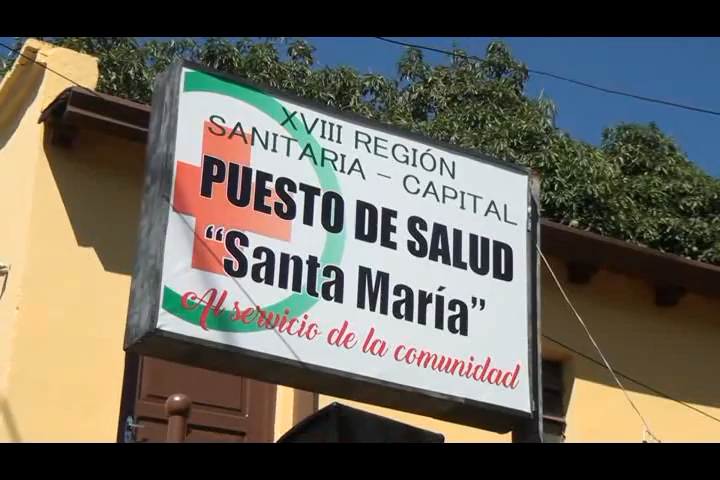 XVIII REGIÓN
SANITARIA - CAPITAL
PUESTO DE SALUD
"Santa María"
Al servicio de la comunidad